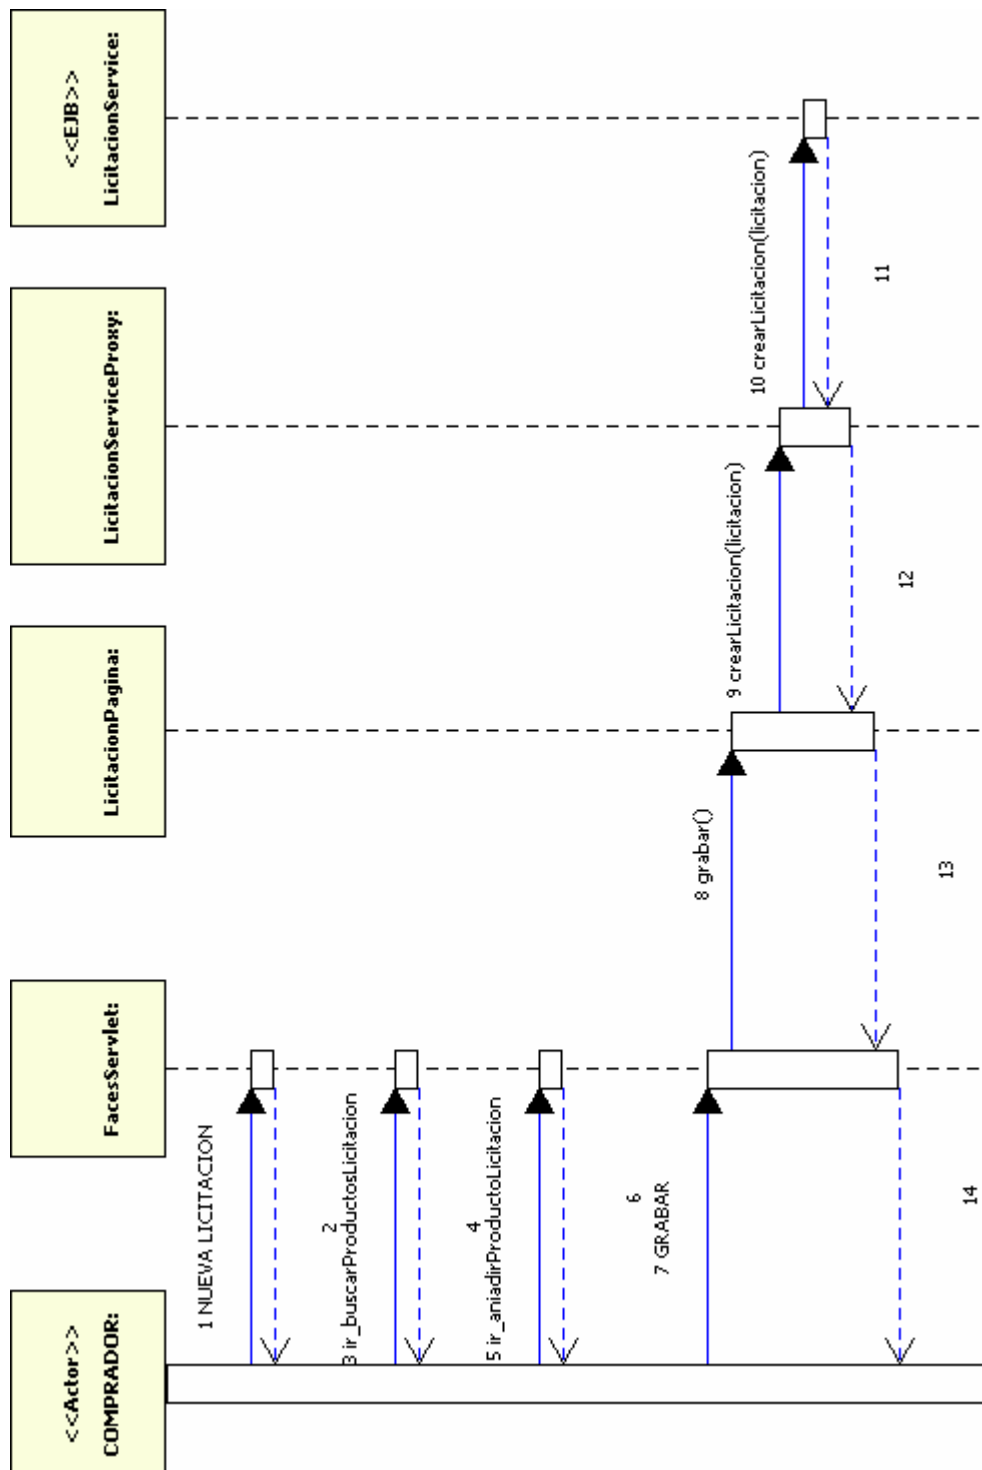 <<Actor>>
COMPRADOR:
FacesServlet:
LicitacionPagina:
LicitacionServiceProxy:
<<EJB>>
LicitacionService:
1 NUEVA LICITACION
2
3 ir_buscarProductosLicitacion
4
5 ir_aniadirProductoLicitacion
6
7 GRABAR
8 grabar()
9 crearLicitacion(licitacion)
10 crearLicitacion(licitacion)
11
12
13
14